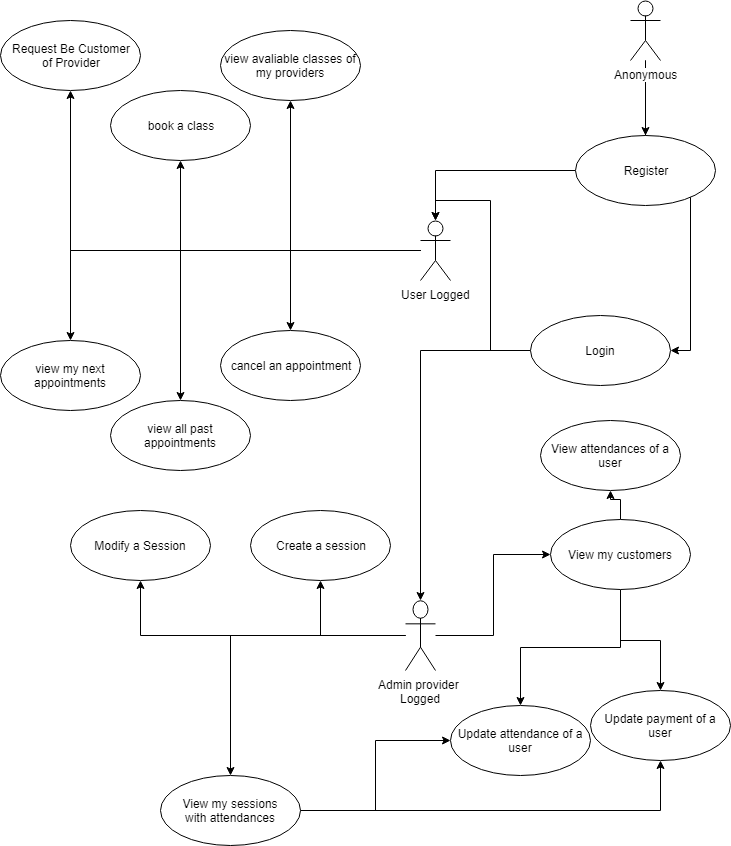 Request Be Customer
of Provider
view avaliable classes of
my providers
Anonymous
book a class
Register
User Logged
view my next
appointments
cancel an appointment
Login
view all past
appointments
View attendances of a
user
Modify a Session
Create a session
View my customers
Admin provider
Logged
Update attendance of a
user
Update payment of a
user
View my sessions
with attendances